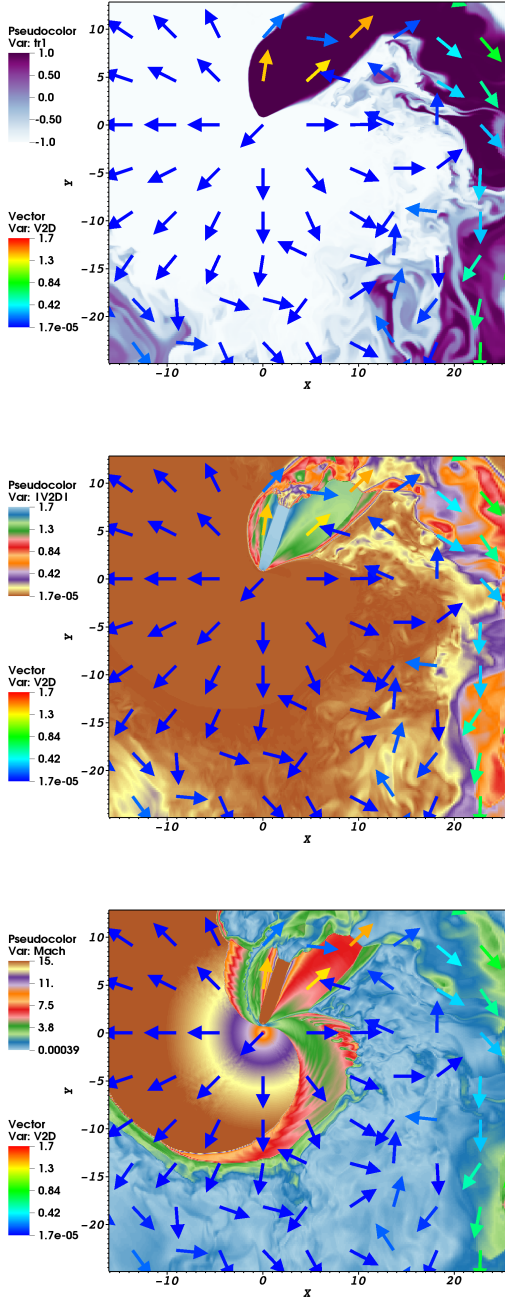 Pseudocolor
Var: tr1
1.0
0.50
0.0
-0.50
-1.0
Vector
Var: V2D
1.7
1.3
0.84
0.42
1.7e-05
10
5
0
-5
-10
-15
-20
Y
-10
0
10
20
X
Pseudocolor
Var: |V2D|
1.7
1.3
0.84
0.42
1.7e-05
Vector
Var: V2D
1.7
1.3
0.84
0.42
1.7e-05
10
5
0
-5
-10
-15
-20
Y
-10
0
10
20
X
Pseudocolor
Var: Mach
15.
11.
7.5
3.8
0.00039
Vector
Var: V2D
1.7
1.3
0.84
0.42
1.7e-05
10
5
0
-5
-10
-15
-20
Y
-10
0
10
20
X